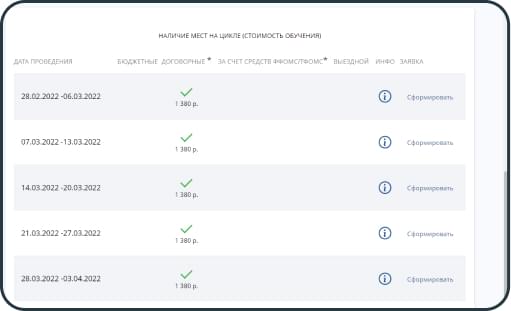 НАЛИЧИЕ МЕСТ НА ЦИКЛЕ (СТОИМОСТЬ ОБУЧЕНИЯ)
ДАТА ПРОВЕДЕНИЯ БЮДЖЕТНЫЕ ДОГОВОРНЫЕ * ЗА СЧЕТ СРЕДСТВ ФФОМС/ТФОМС* ВЫЕЗДНОЙ ИНФО ЗАЯВКА
28.02.2022 -06.03.2022 Сформировать
1 380 р.
07.03.2022 -13.03.2022 Сформировать
1 380 р.
14.03.2022 -20.03.2022 Сформировать
1 380 р.
21.03.2022 -27.03.2022 Сформировать
1 380 р.
28.03.2022 -03.04.2022 Сформировать
1 380 р.